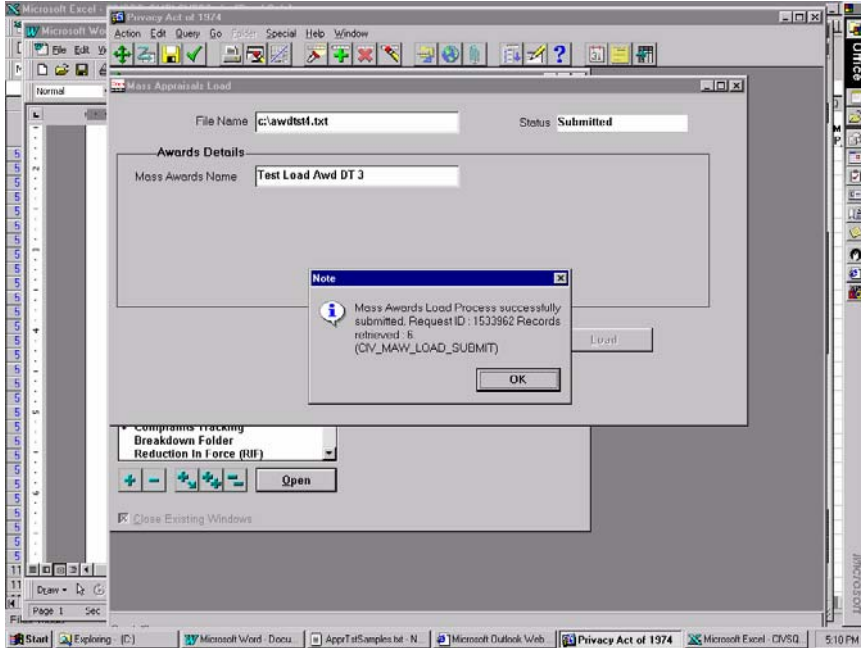 Microsoft Excel -
Privacy Act of 1974
Microsoft Wo
Action Edit Query Go Folder Special Help Window
File Edit
Normal
Office
Mass Appraisals Load
File Name c:\awdtst4.txt
Status Submitted
Awards Details
Mass Awards Name Test Load Awd DT 3
Note
Mass Awards Load Process successfully
submitted. Request ID : 1533962 Records
retrieved : 6.
(CIV_MAW_LOAD_SUBMIT)
OK
Load
Complaints Tracking
Breakdown Folder
Reduction In Force (RIF)
Open
Close Existing Windows
Draw
Page 1 Sec
Microsoft
Start Exploring - (C:) Microsoft Word - Docu... ApprTstSamples.txt - N... Microsoft Outlook Web... Privacy Act of 1974 Microsoft Excel - CIVSQ... 5:10 PM